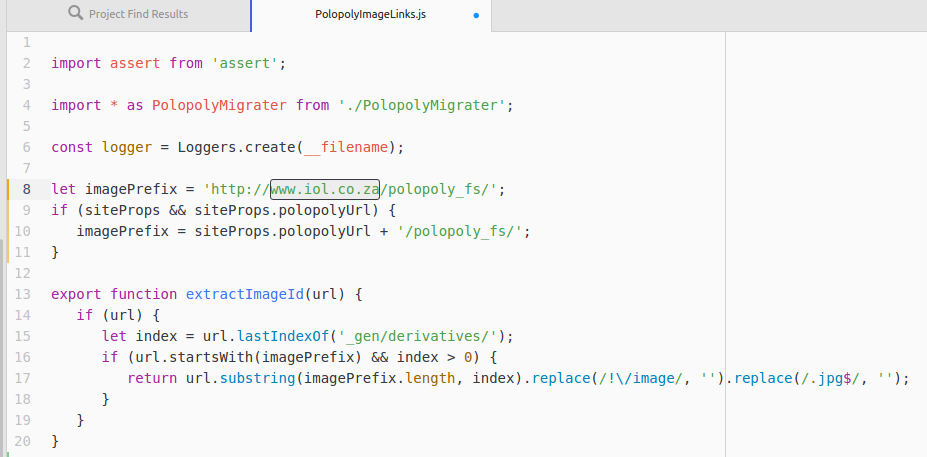 Project Find Results
PolopolyImageLinks.js
1
2 import assert from 'assert';
3
4 import * as PolopolyMigrater from './PolopolyMigrater';
5
6 const logger = Loggers.create(__filename);
7
8 let imagePrefix = 'http://www.iol.co.za/polopoly_fs/';
9 if (siteProps && siteProps.polopolyUrl) {
10 imagePrefix = siteProps.polopolyUrl + '/polopoly_fs/';
11 }
12
13 export function extractImageId(url) {
14 if (url) {
15 let index = url.lastIndexOf('_gen/derivatives/');
16 if (url.startsWith(imagePrefix) && index > 0) {
17 return url.substring(imagePrefix.length, index).replace(/!\/image/, '').replace(/.jpg$/, '');
18 }
19 }
20 }